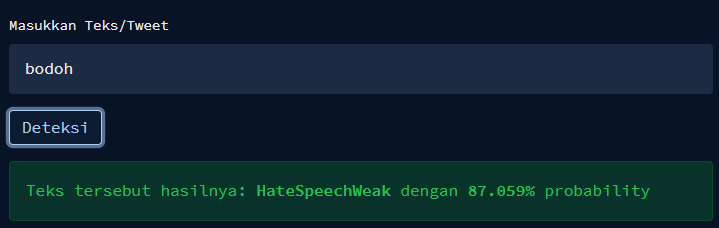 Masukkan Teks/Tweet
bodoh
Deteksi
Teks tersebut hasilnya: HateSpeechWeak dengan 87.059% probability